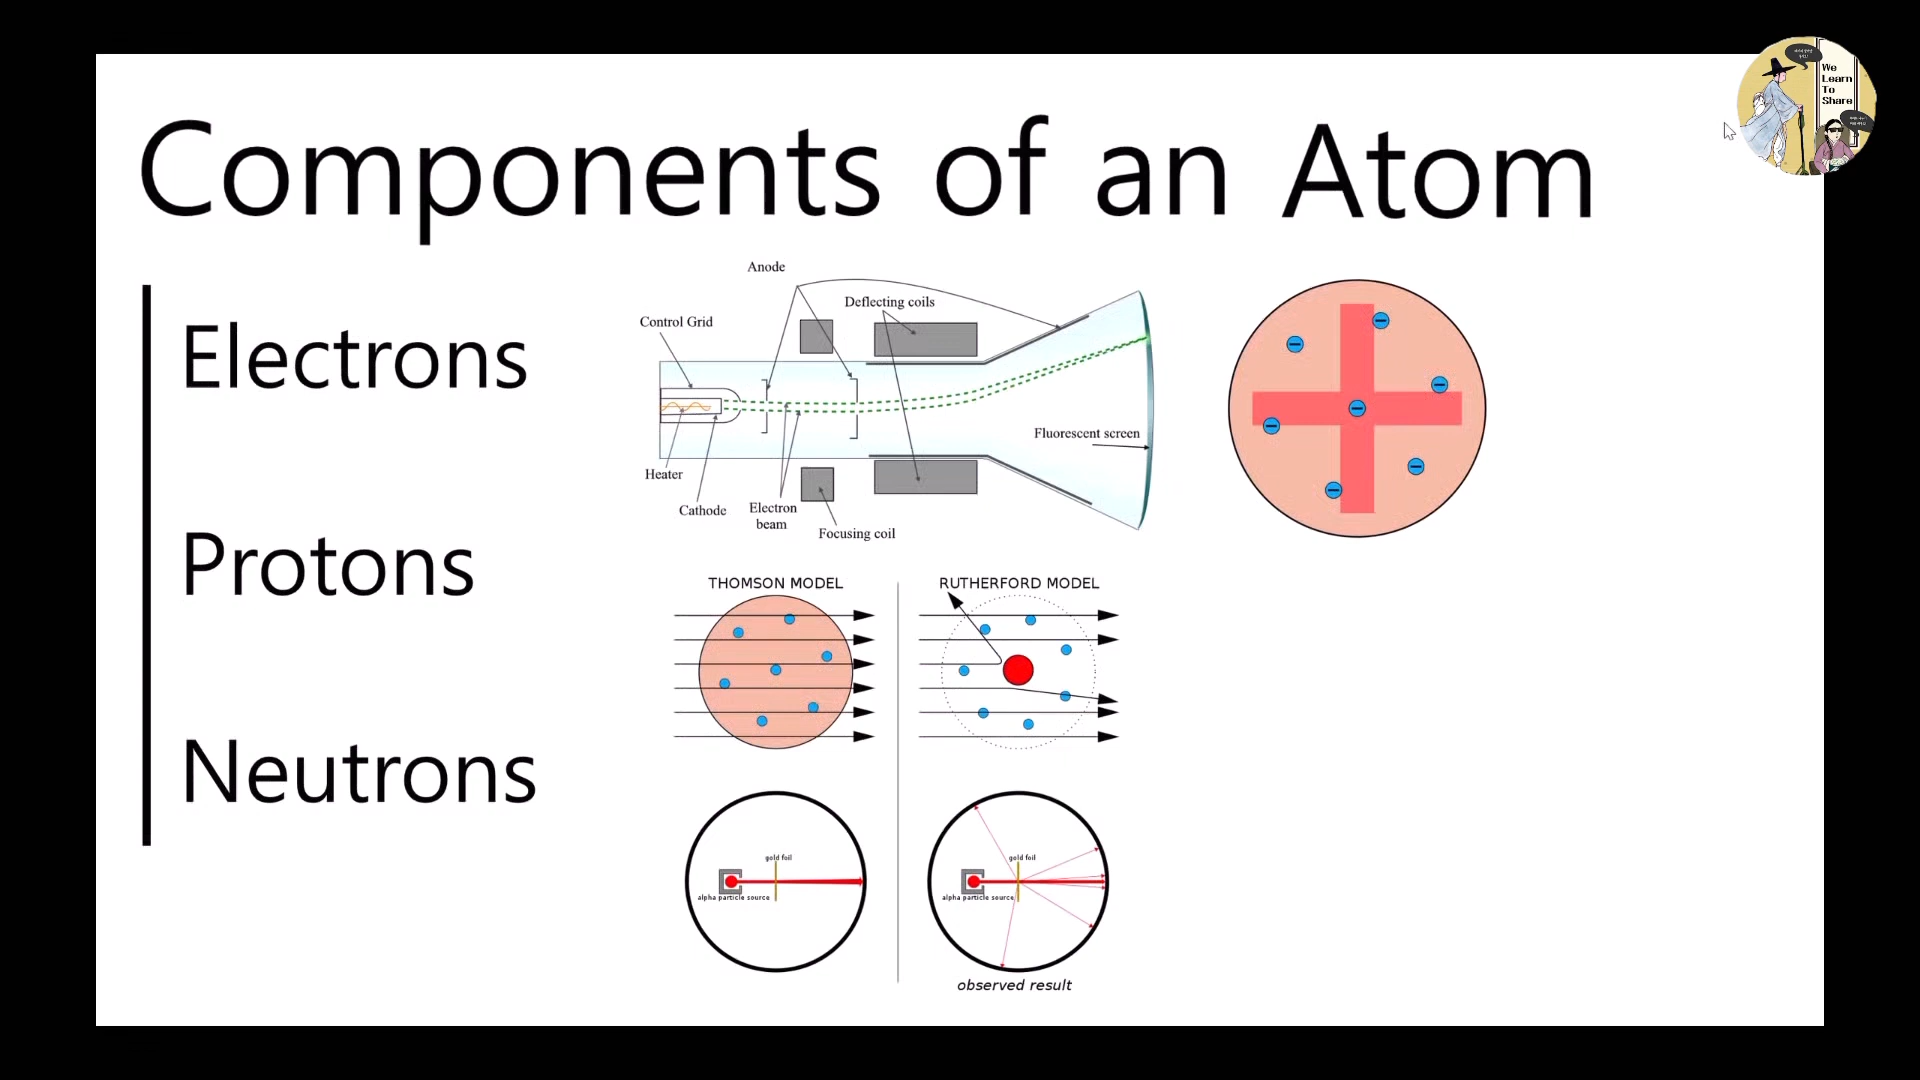 Components of an Atom
We
Learn
To
Share
Electrons
Protons
Neutrons
Anode
Deflecting coils
Control Grid
Fluorescent screen
Heater
Cathode
Electron
beam
Focusing coil
THOMSON MODEL
RUTHERFORD MODEL
gold foil
alpha particle source
gold foil
alpha particle source
observed result